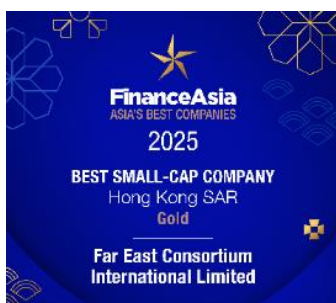 FinanceAsia
ASIA'S BEST COMPANIES
2025
BEST SMALL-CAP COMPANY
Hong Kong SAR
Gold
Far East Consortium
International Limited